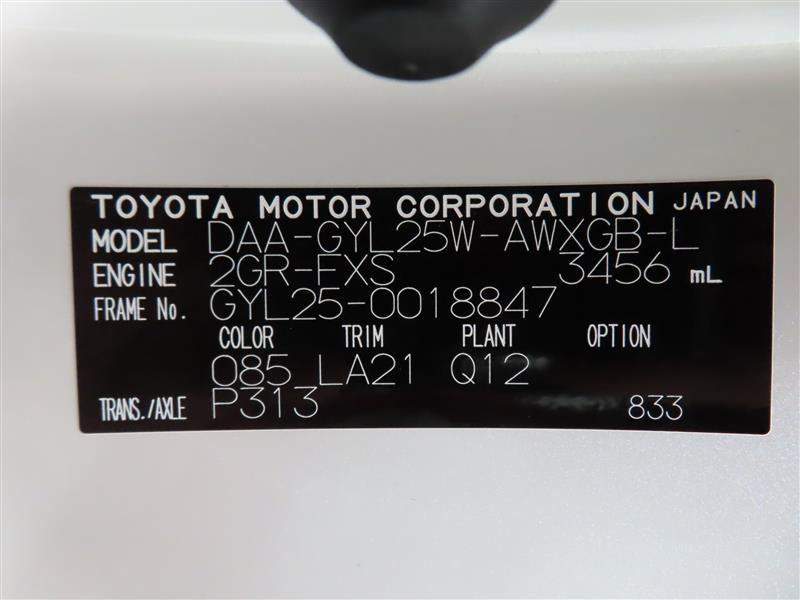 TOYOTA MOTOR CORPORATION JAPAN
MODEL DAA-GYL25W-AWXGB-L
ENGINE 2GR-FXS 3456 mL
FRAME No. GYL25-0018847
COLOR TRIM PLANT OPTION
085 LA21 Q12
TRANS./AXLE P313 833